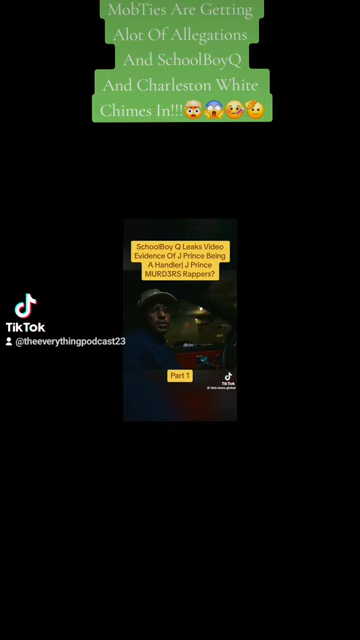 MobTies Are Getting
Alot Of Allegations
And SchoolBoyQ
And Charleston White
Chimes In!!!🤯😱🤒🫡
SchoolBoy Q Leaks Video
Evidence Of J Prince Being
A Handler| J Prince
MURD3RS Rappers?
Part 1
TikTok
TikTok
@theeverythingpodcast23